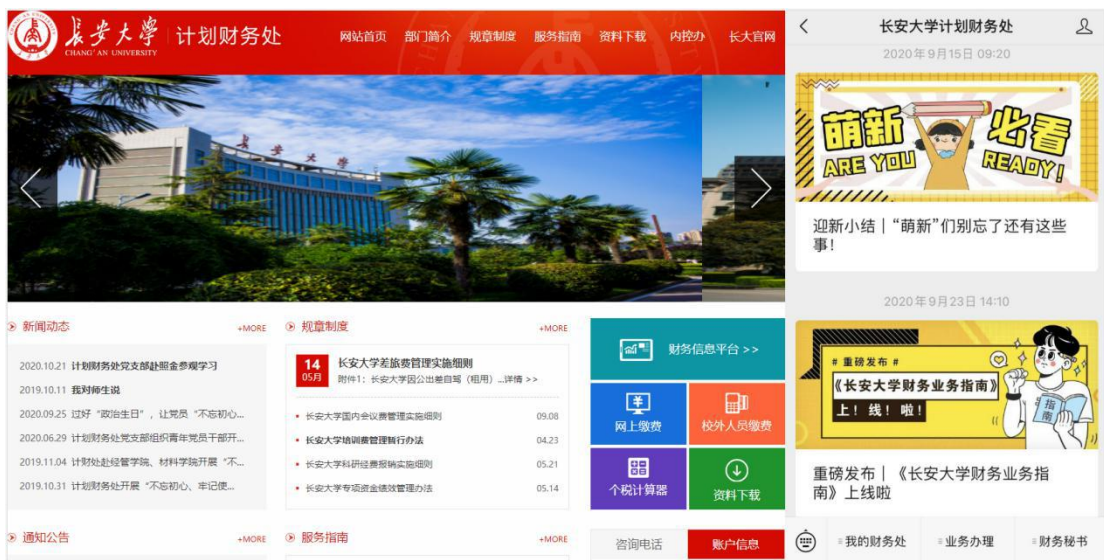 长安大学
CHANG'AN UNIVERSITY
计划财务处
网站首页 部门简介 规章制度 服务指南 资料下载 内控办 长大官网
长安大学
新闻动态 +MORE
2020.10.21 计划财务处党支部赴照金参观学习
2019.10.11 我对师生说
2020.09.25 过好“政治生日”，让党员“不忘初心...
2020.06.29 计划财务处党支部组织青年党员干部开...
2019.11.04 计财处赴经管学院、材料学院开展“不...
2019.10.31 计划财务处开展“不忘初心、牢记使...
规章制度 +MORE
14
05月
长安大学差旅费管理实施细则
附件1：长安大学因公出差自驾（租用）...详情 >>
长安大学国内会议费管理实施细则 09.08
长安大学培训费管理暂行办法 04.23
长安大学科研经费报销实施细则 05.21
长安大学专项资金绩效管理办法 05.14
财务信息平台 >>
网上缴费
校外人员缴费
个税计算器
资料下载
通知公告 +MORE
服务指南 +MORE
咨询电话 账户信息
长安大学计划财务处
2020年9月15日 09:20
萌新 必看
ARE YOU READY!
迎新小结｜“萌新”们别忘了还有这些
事！
2020年9月23日 14:10
# 重磅发布 #
《长安大学财务业务指南》
上！线！啦！
指南
重磅发布｜《长安大学财务业务指
南》上线啦
我的财务处 业务办理 财务秘书